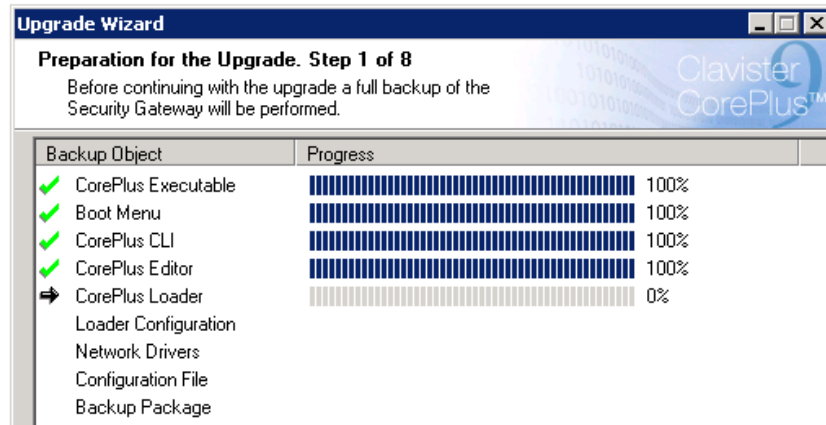 Upgrade Wizard
Preparation for the Upgrade. Step 1 of 8
Before continuing with the upgrade a full backup of the
Security Gateway will be performed.
Clavister
CorePlus™
9
Backup Object Progress
CorePlus Executable 100%
Boot Menu 100%
CorePlus CLI 100%
CorePlus Editor 100%
CorePlus Loader 0%
Loader Configuration
Network Drivers
Configuration File
Backup Package